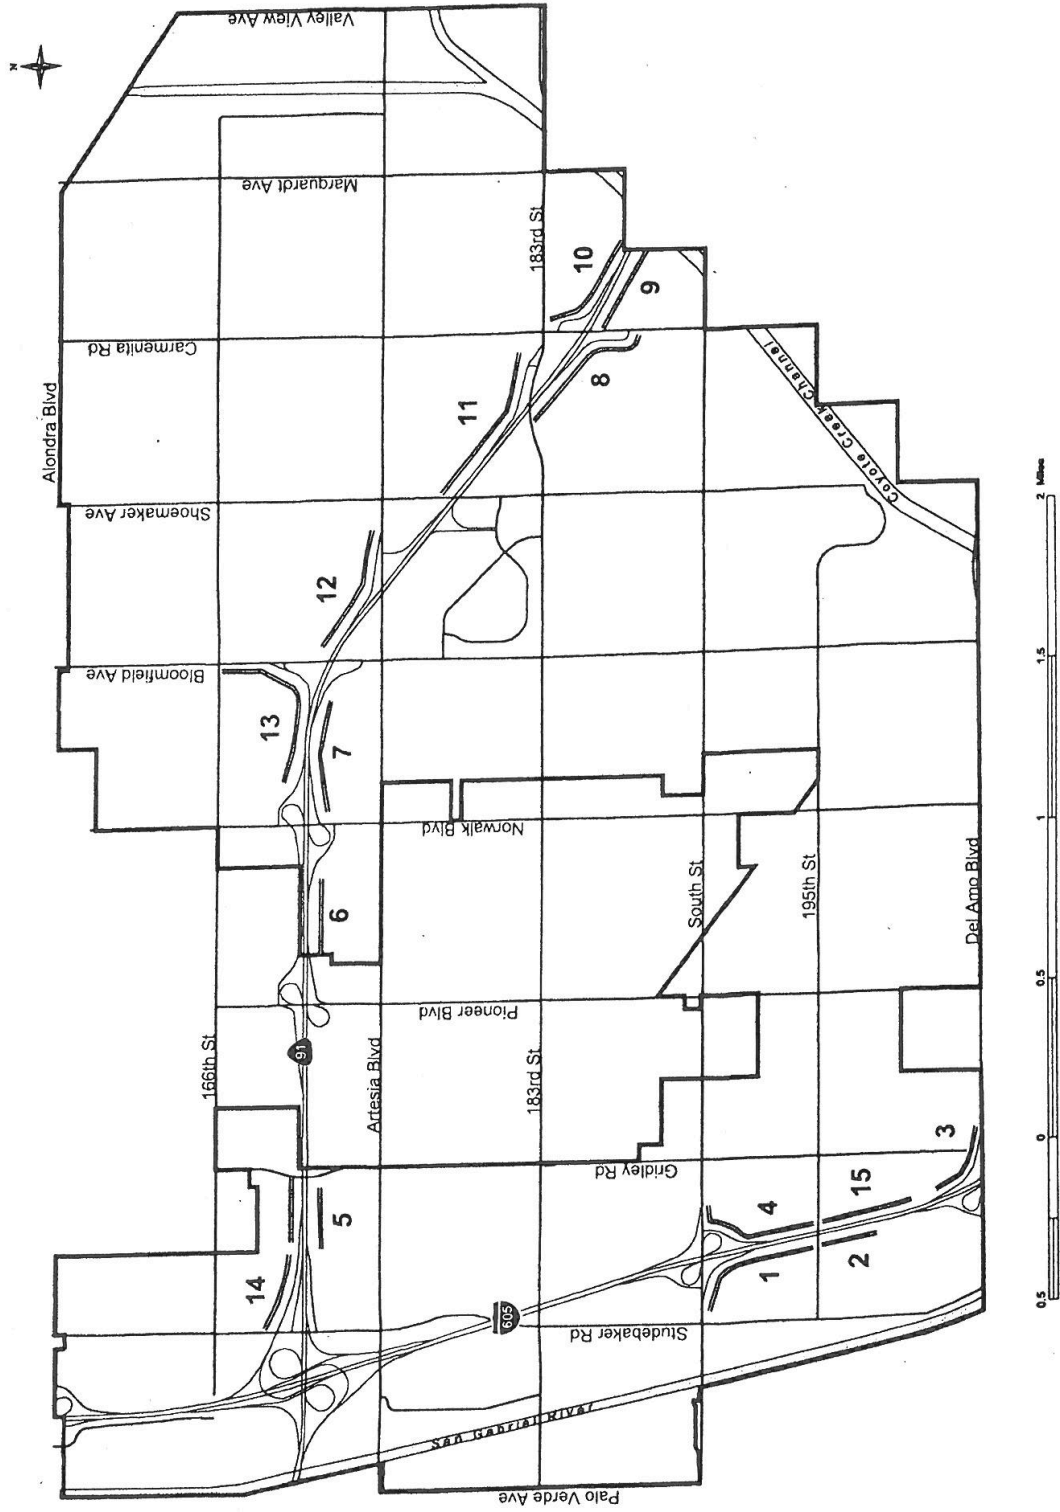 N
Valley View Ave
Marquardt Ave
183rd St
10
9
Carmenita Rd
Alondra Blvd
11
8
Coyote Creek Channel
Shoemaker Ave
12
Bloomfield Ave
13
7
Norwalk Blvd
6
South St
195th St
Del Amo Blvd
Pioneer Blvd
166th St
91
Artesia Blvd
183rd St
Gridley Rd
3
5
4
15
14
1
2
605
Studebaker Rd
San Gabriel River
Palo Verde Ave
0.5 0 0.5 1 1.5 2 Miles